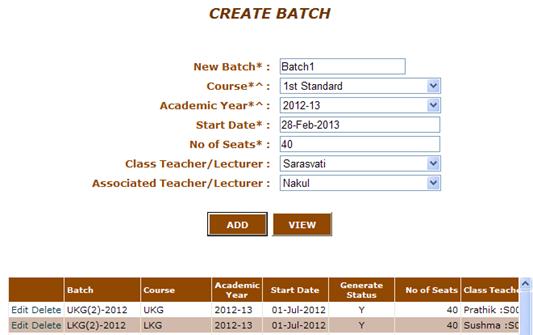 CREATE BATCH
New Batch* : Batch1
Course*^ : 1st Standard
Academic Year*^ : 2012-13
Start Date* : 28-Feb-2013
No of Seats* : 40
Class Teacher/Lecturer : Sarasvati
Associated Teacher/Lecturer : Nakul
ADD VIEW
Batch Course Academic Year Start Date Generate Status No of Seats Class Teache
Edit Delete UKG(2)-2012 UKG 2012-13 01-Jul-2012 Y 40 Prathik :S00
Edit Delete LKG(2)-2012 LKG 2012-13 01-Jul-2012 Y 40 Sushma :S0